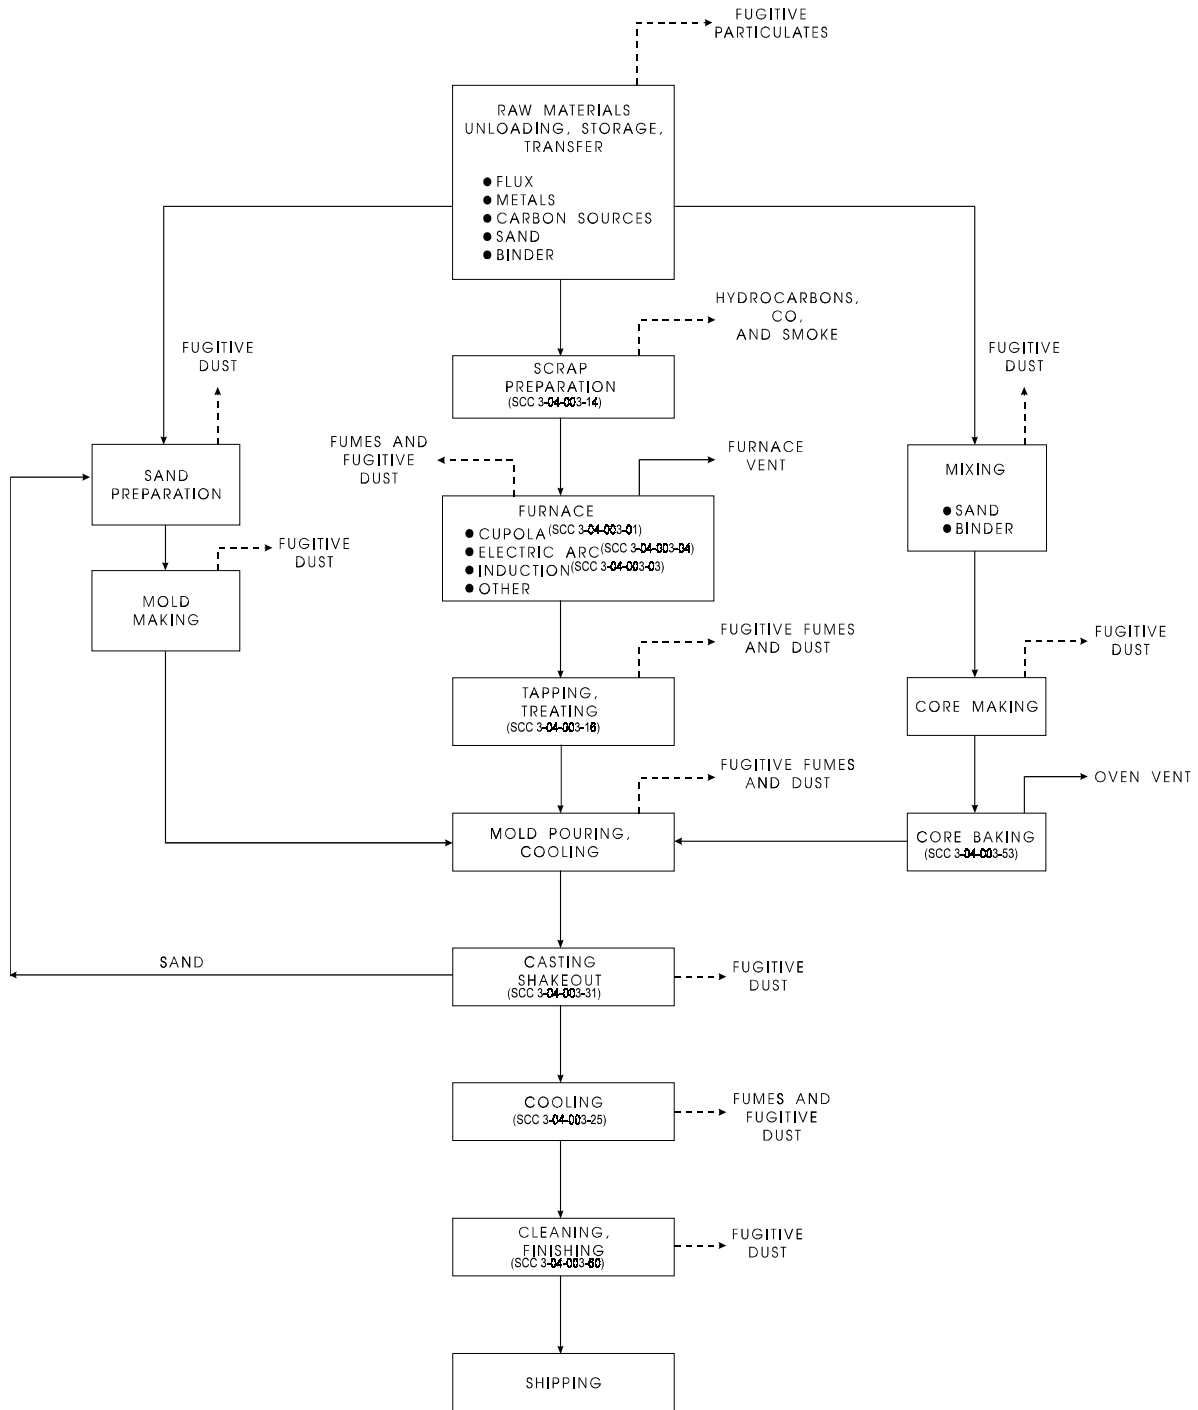 FUGITIVE
PARTICULATES
RAW MATERIALS
UNLOADING, STORAGE,
TRANSFER
● FLUX
● METALS
● CARBON SOURCES
● SAND
● BINDER
HYDROCARBONS,
CO,
AND SMOKE
FUGITIVE
DUST
SCRAP
PREPARATION
(SCC 3-04-003-14)
FUGITIVE
DUST
FUMES AND
FUGITIVE
DUST
FURNACE
VENT
SAND
PREPARATION
FURNACE
● CUPOLA (SCC 3-04-003-01)
● ELECTRIC ARC (SCC 3-04-003-04)
● INDUCTION (SCC 3-04-003-03)
● OTHER
MIXING
● SAND
● BINDER
FUGITIVE
DUST
MOLD
MAKING
FUGITIVE FUMES
AND DUST
FUGITIVE
DUST
TAPPING,
TREATING
(SCC 3-04-003-16)
CORE MAKING
FUGITIVE FUMES
AND DUST
OVEN VENT
MOLD POURING,
COOLING
CORE BAKING
(SCC 3-04-003-53)
SAND
CASTING
SHAKEOUT
(SCC 3-04-003-31)
FUGITIVE
DUST
COOLING
(SCC 3-04-003-25)
FUMES AND
FUGITIVE
DUST
CLEANING,
FINISHING
(SCC 3-04-003-60)
FUGITIVE
DUST
SHIPPING